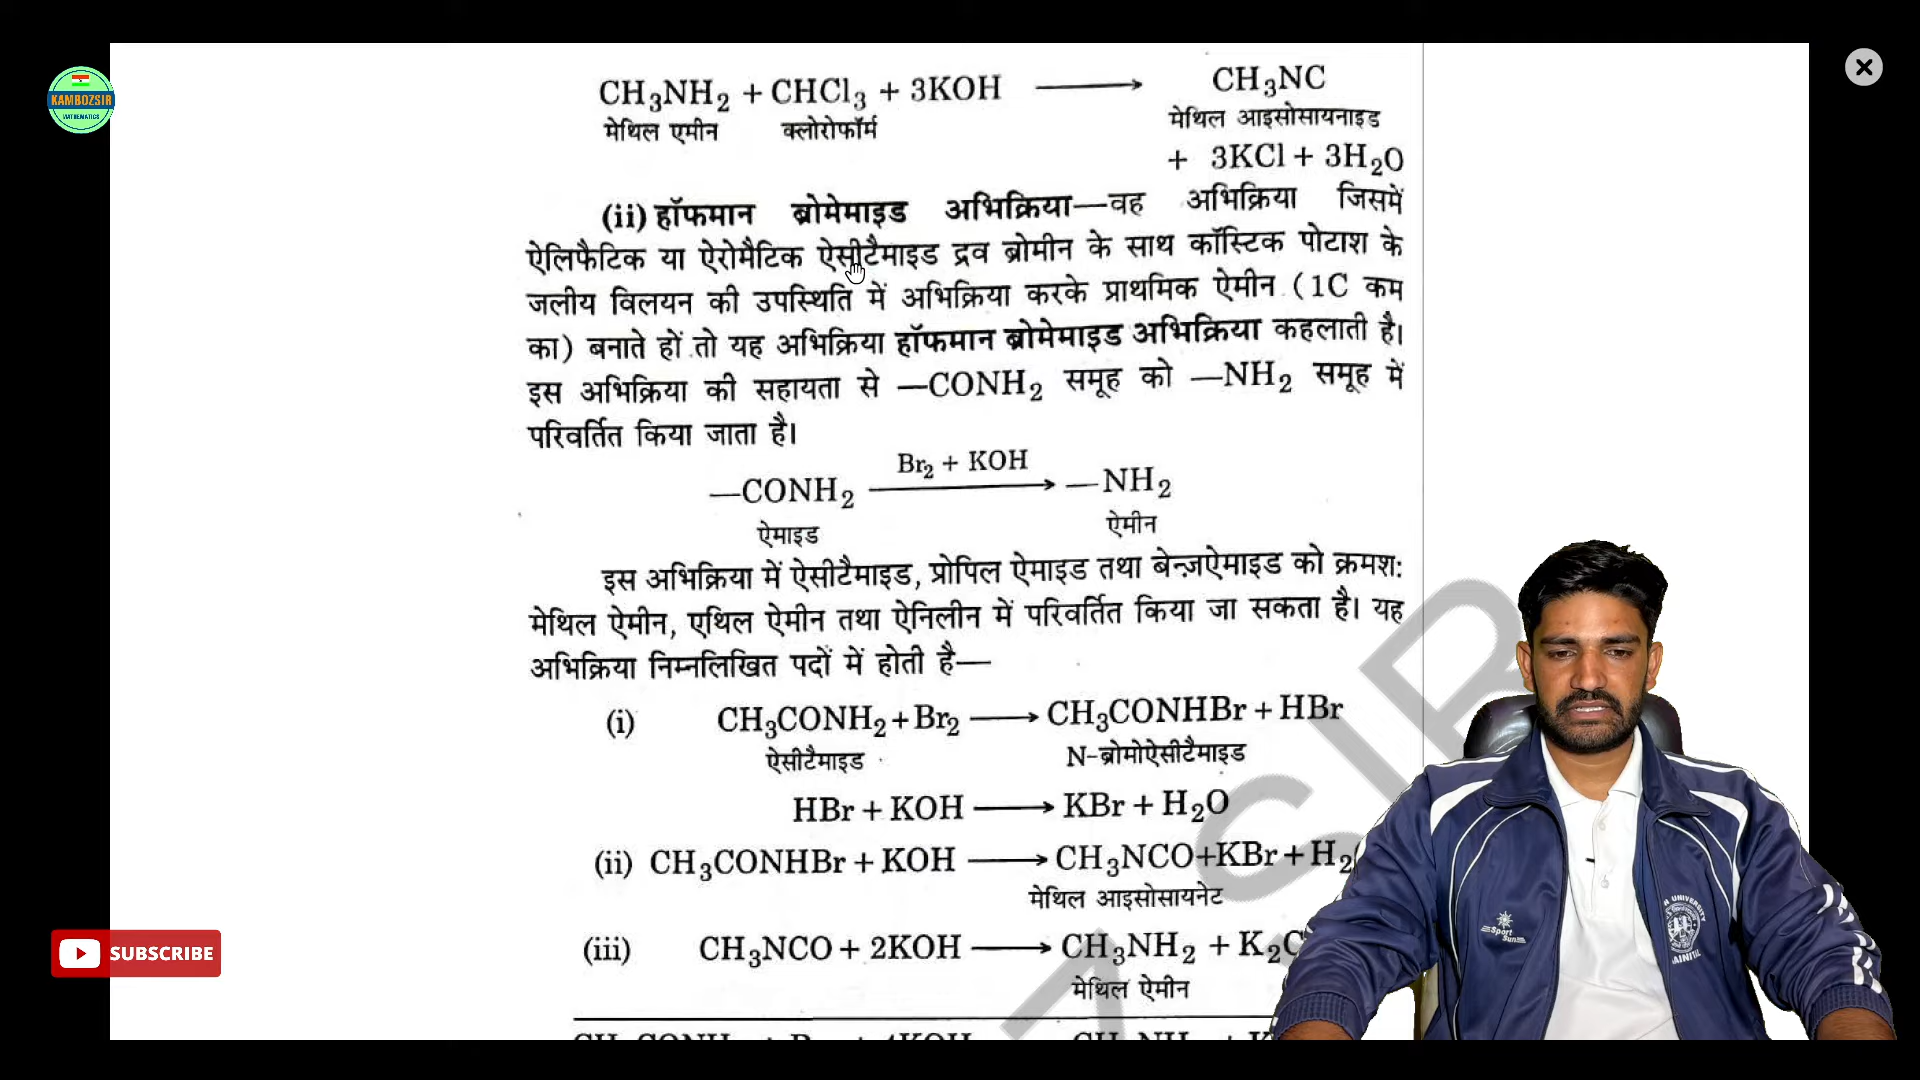 KAMBOZSIR
MATHEMATICS
CH₃NH₂ + CHCl₃ + 3KOH ⟶ CH₃NC
मेथिल एमीन क्लोरोफॉर्म मेथिल आइसोसायनाइड
+ 3KCl + 3H₂O
(ii) हॉफमान ब्रोमेमाइड अभिक्रिया—वह अभिक्रिया जिसमें
ऐलिफैटिक या ऐरोमैटिक ऐसीटैमाइड द्रव ब्रोमीन के साथ कॉस्टिक पोटाश के
जलीय विलयन की उपस्थिति में अभिक्रिया करके प्राथमिक ऐमीन (1C कम
का) बनाते हों तो यह अभिक्रिया हॉफमान ब्रोमेमाइड अभिक्रिया कहलाती है।
इस अभिक्रिया की सहायता से —CONH₂ समूह को —NH₂ समूह में
परिवर्तित किया जाता है।
Br₂ + KOH
—CONH₂ ⟶ —NH₂
ऐमाइड ऐमीन
इस अभिक्रिया में ऐसीटैमाइड, प्रोपिल ऐमाइड तथा बेन्ज़ऐमाइड को क्रमश:
मेथिल ऐमीन, एथिल ऐमीन तथा ऐनिलीन में परिवर्तित किया जा सकता है। यह
अभिक्रिया निम्नलिखित पदों में होती है—
(i) CH₃CONH₂ + Br₂ ⟶ CH₃CONHBr + HBr
ऐसीटैमाइड N-ब्रोमोऐसीटैमाइड
HBr + KOH ⟶ KBr + H₂O
(ii) CH₃CONHBr + KOH ⟶ CH₃NCO+KBr + H₂
मेथिल आइसोसायनेट
(iii) CH₃NCO + 2KOH ⟶ CH₃NH₂ + K₂C
मेथिल ऐमीन
SUBSCRIBE
Sport Sun